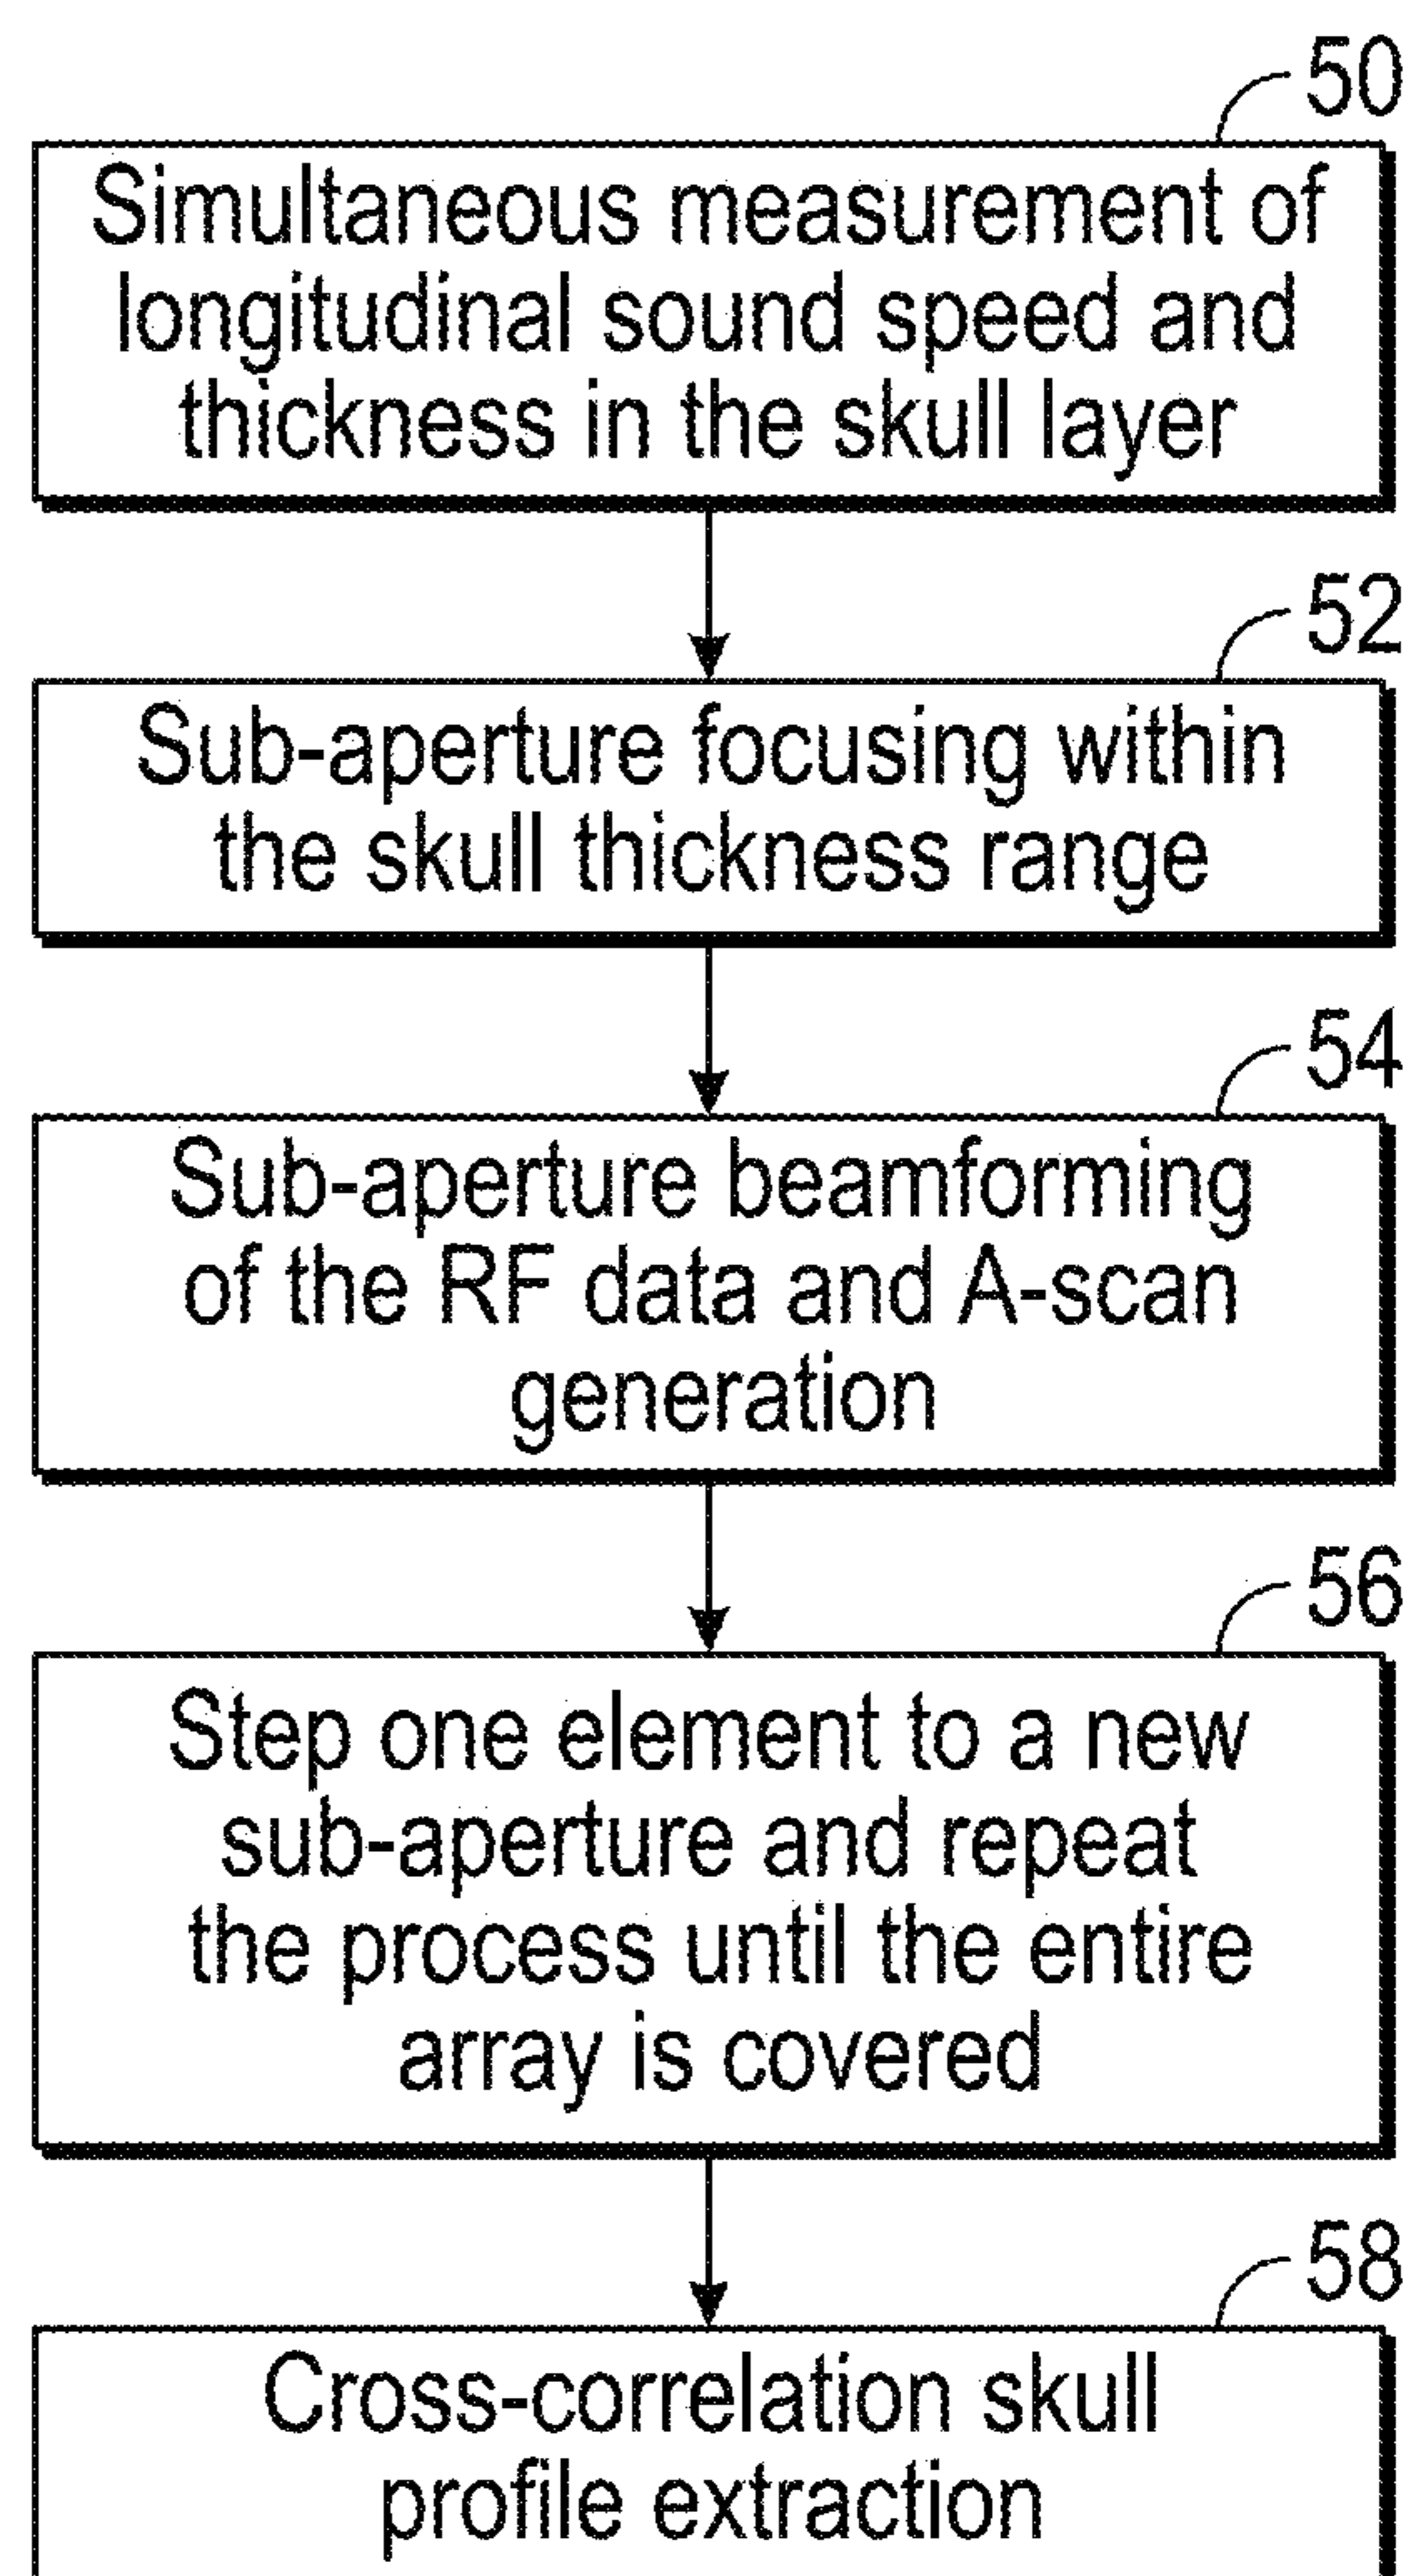 50
Simultaneous measurement of
longitudinal sound speed and
thickness in the skull layer
52
Sub-aperture focusing within
the skull thickness range
54
Sub-aperture beamforming
of the RF data and A-scan
generation
56
Step one element to a new
sub-aperture and repeat
the process until the entire
array is covered
58
Cross-correlation skull
profile extraction